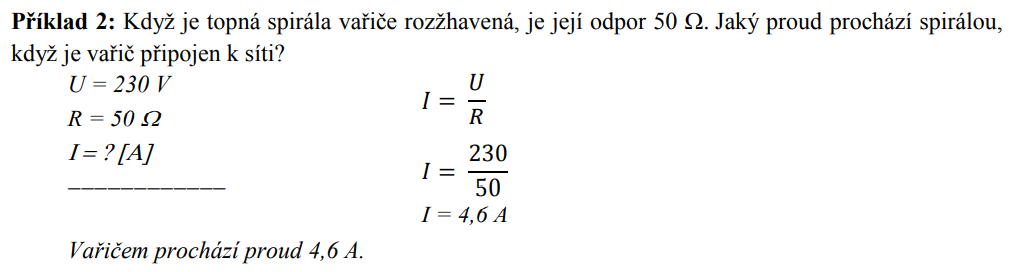 Příklad 2: Když je topná spirála vařiče rozžhavená, je její odpor 50 Ω. Jaký proud prochází spirálou,
když je vařič připojen k síti?
U = 230 V
R = 50 Ω
I = ? [A]
____________
I = U/R
I = 230/50
I = 4,6 A
Vařičem prochází proud 4,6 A.